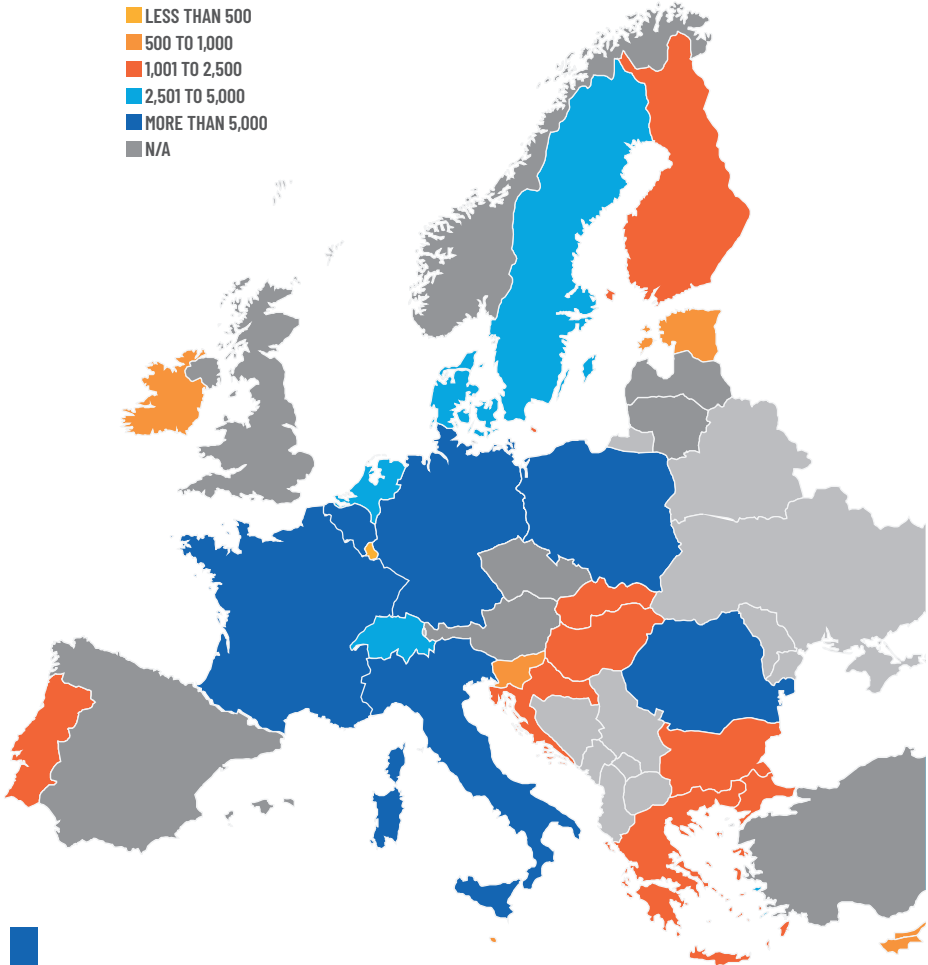 LESS THAN 500
500 TO 1,000
1,001 TO 2,500
2,501 TO 5,000
MORE THAN 5,000
N/A